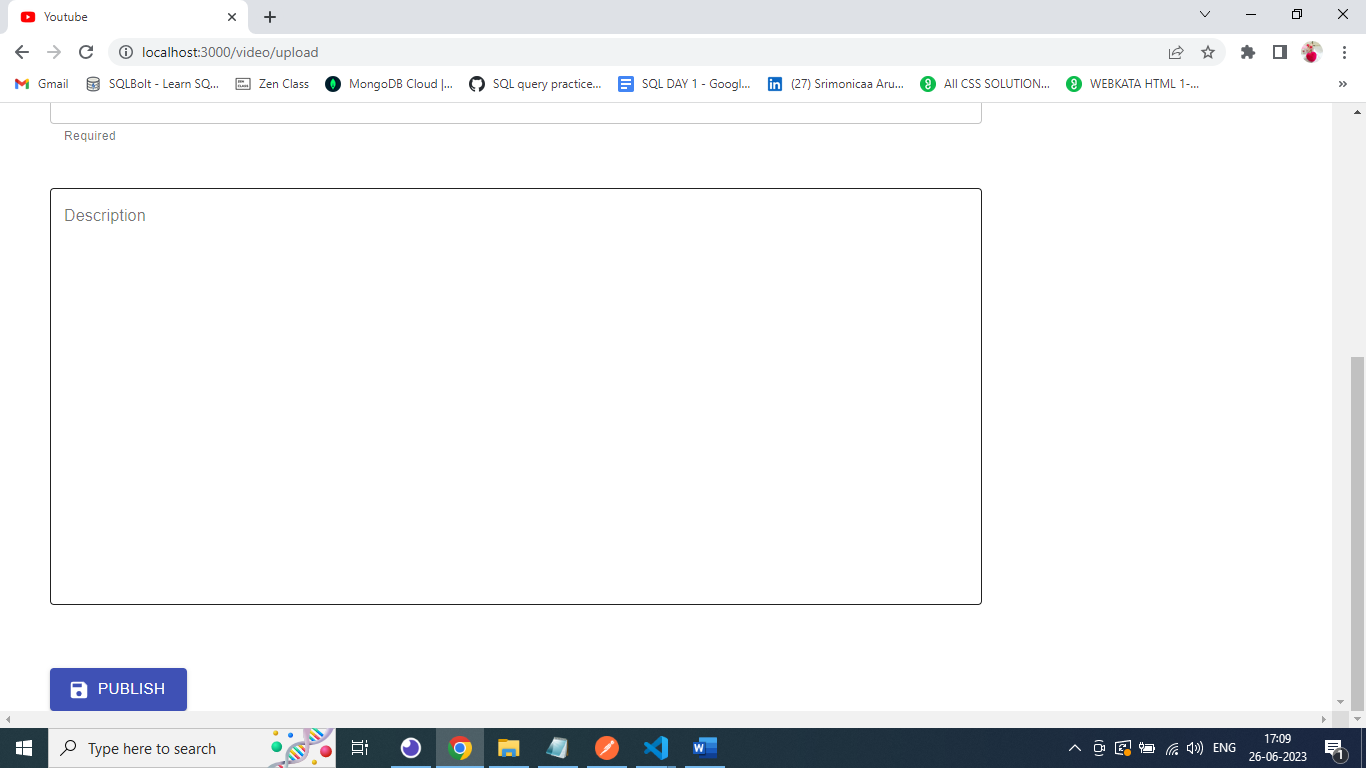 Youtube
localhost:3000/video/upload
Gmail
SQLBolt - Learn SQ...
Zen Class
MongoDB Cloud |...
SQL query practice...
SQL DAY 1 - Googl...
(27) Srimonicaa Aru...
All CSS SOLUTION...
WEBKATA HTML 1-...
»
Required
Description
PUBLISH
Type here to search
ENG
17:09
26-06-2023
1